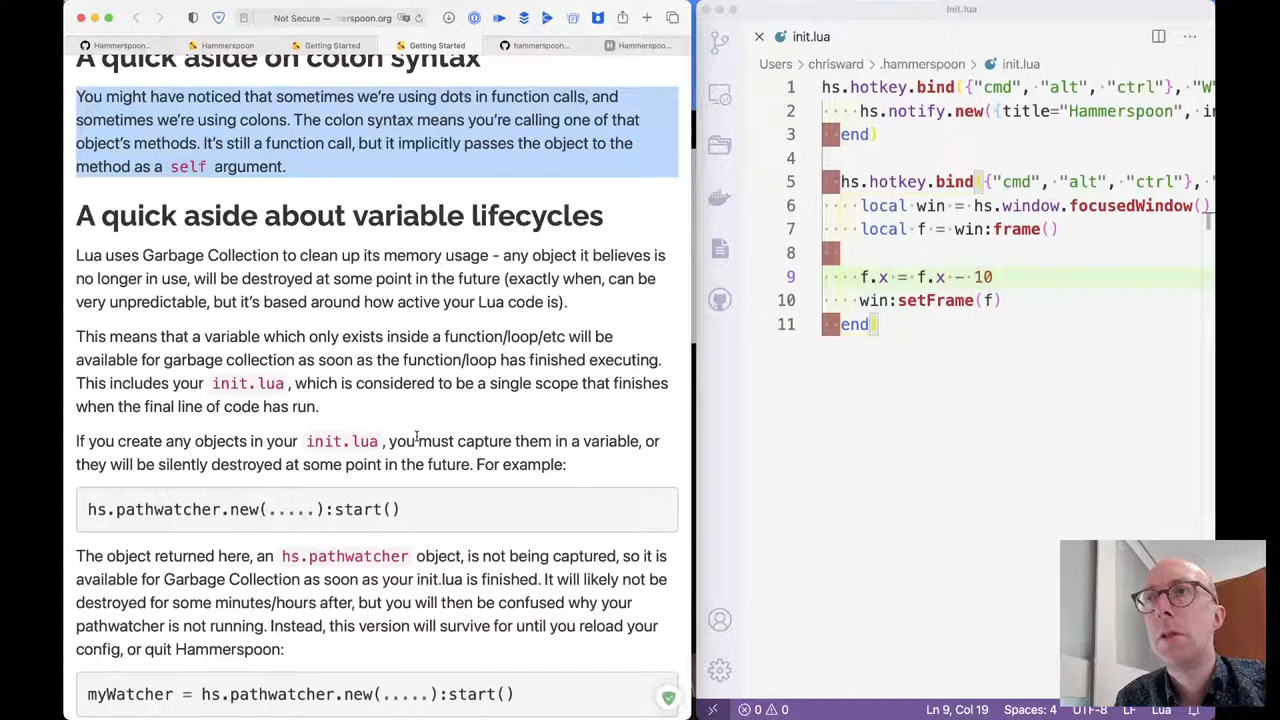 Not Secure — ...erspoon.org
Hammerspoon...
Hammerspoon
Getting Started
Getting Started
hammerspoon...
Hammerspoo...
A quick aside on colon syntax
You might have noticed that sometimes we’re using dots in function calls, and
sometimes we’re using colons. The colon syntax means you’re calling one of that
object’s methods. It’s still a function call, but it implicitly passes the object to the
method as a self argument.
A quick aside about variable lifecycles
Lua uses Garbage Collection to clean up its memory usage - any object it believes is
no longer in use, will be destroyed at some point in the future (exactly when, can be
very unpredictable, but it’s based around how active your Lua code is).
This means that a variable which only exists inside a function/loop/etc will be
available for garbage collection as soon as the function/loop has finished executing.
This includes your init.lua, which is considered to be a single scope that finishes
when the final line of code has run.
If you create any objects in your init.lua, you must capture them in a variable, or
they will be silently destroyed at some point in the future. For example:
hs.pathwatcher.new(.....):start()
The object returned here, an hs.pathwatcher object, is not being captured, so it is
available for Garbage Collection as soon as your init.lua is finished. It will likely not be
destroyed for some minutes/hours after, but you will then be confused why your
pathwatcher is not running. Instead, this version will survive for until you reload your
config, or quit Hammerspoon:
myWatcher = hs.pathwatcher.new(.....):start()
init.lua
init.lua
Users > chrisward > .hammerspoon > init.lua
1 hs.hotkey.bind({"cmd", "alt", "ctrl"}, "W"
2 hs.notify.new({title="Hammerspoon", in
3 end)
4
5 hs.hotkey.bind({"cmd", "alt", "ctrl"}, "
6 local win = hs.window.focusedWindow()
7 local f = win:frame()
8
9 f.x = f.x - 10
10 win:setFrame(f)
11 end)
0 0 Ln 9, Col 19 Spaces: 4 UTF-8 LF Lua